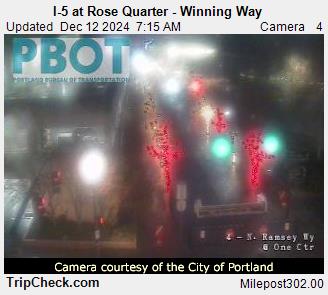 I-5 at Rose Quarter - Winning Way
Updated Dec 12 2024 7:15 AM Camera 4
PBOT
PORTLAND BUREAU OF TRANSPORTATION
4 - N. Ramsey Wy
@ One Ctr
Camera courtesy of the City of Portland
TripCheck.com Milepost302.00